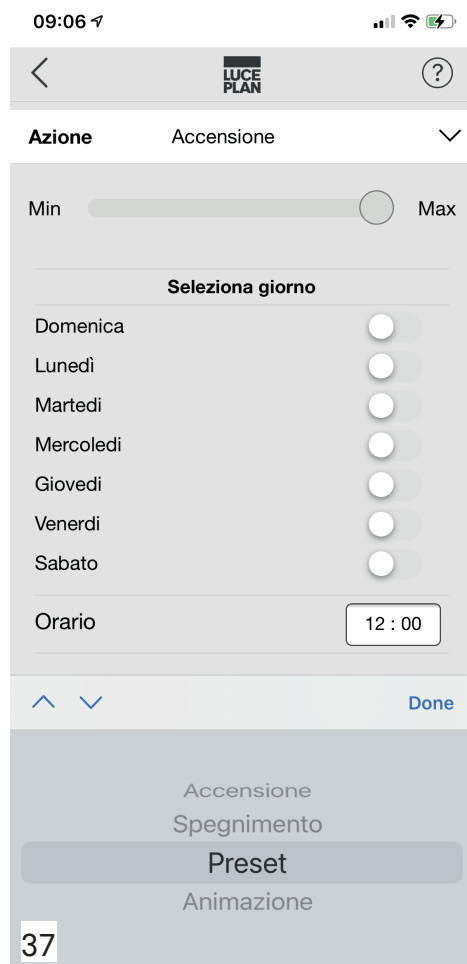 09:06
LUCE
PLAN
?
Azione Accensione
Min Max
Seleziona giorno
Domenica
Lunedì
Martedi
Mercoledi
Giovedi
Venerdi
Sabato
Orario 12 : 00
Done
Accensione
Spegnimento
Preset
Animazione
37